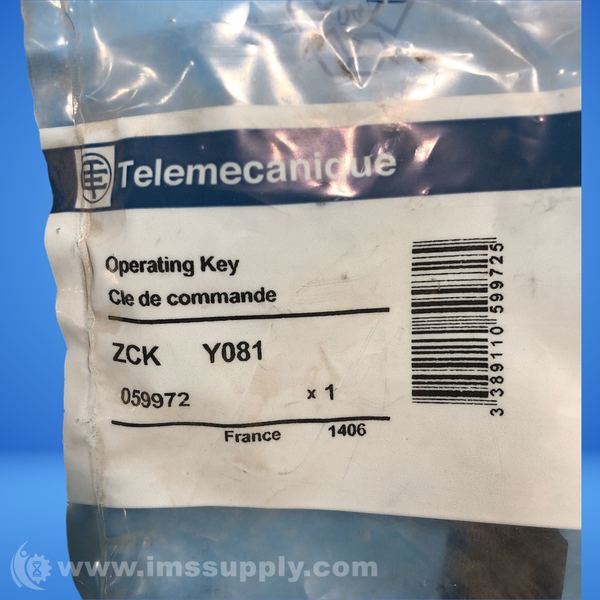 Telemecanique
Operating Key
Cle de commande
ZCK Y081
059972 x 1
France 1406
3 389110 599725
www.imssupply.com